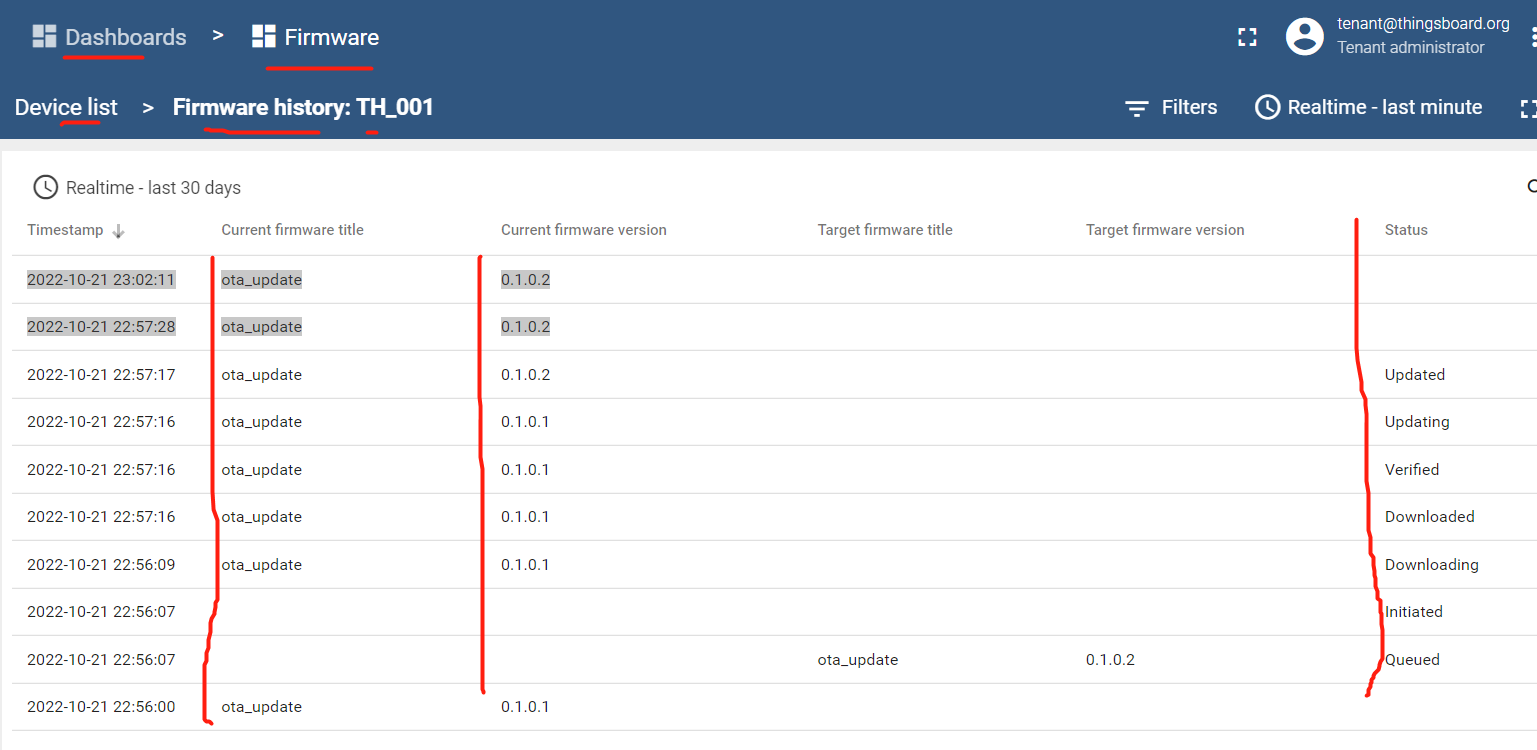 Dashboards > Firmware
tenant@thingsboard.org
Tenant administrator
Device list > Firmware history: TH_001
Filters
Realtime - last minute
Realtime - last 30 days
Timestamp Current firmware title Current firmware version Target firmware title Target firmware version Status
2022-10-21 23:02:11 ota_update 0.1.0.2
2022-10-21 22:57:28 ota_update 0.1.0.2
2022-10-21 22:57:17 ota_update 0.1.0.2 Updated
2022-10-21 22:57:16 ota_update 0.1.0.1 Updating
2022-10-21 22:57:16 ota_update 0.1.0.1 Verified
2022-10-21 22:57:16 ota_update 0.1.0.1 Downloaded
2022-10-21 22:56:09 ota_update 0.1.0.1 Downloading
2022-10-21 22:56:07 Initiated
2022-10-21 22:56:07 ota_update 0.1.0.2 Queued
2022-10-21 22:56:00 ota_update 0.1.0.1